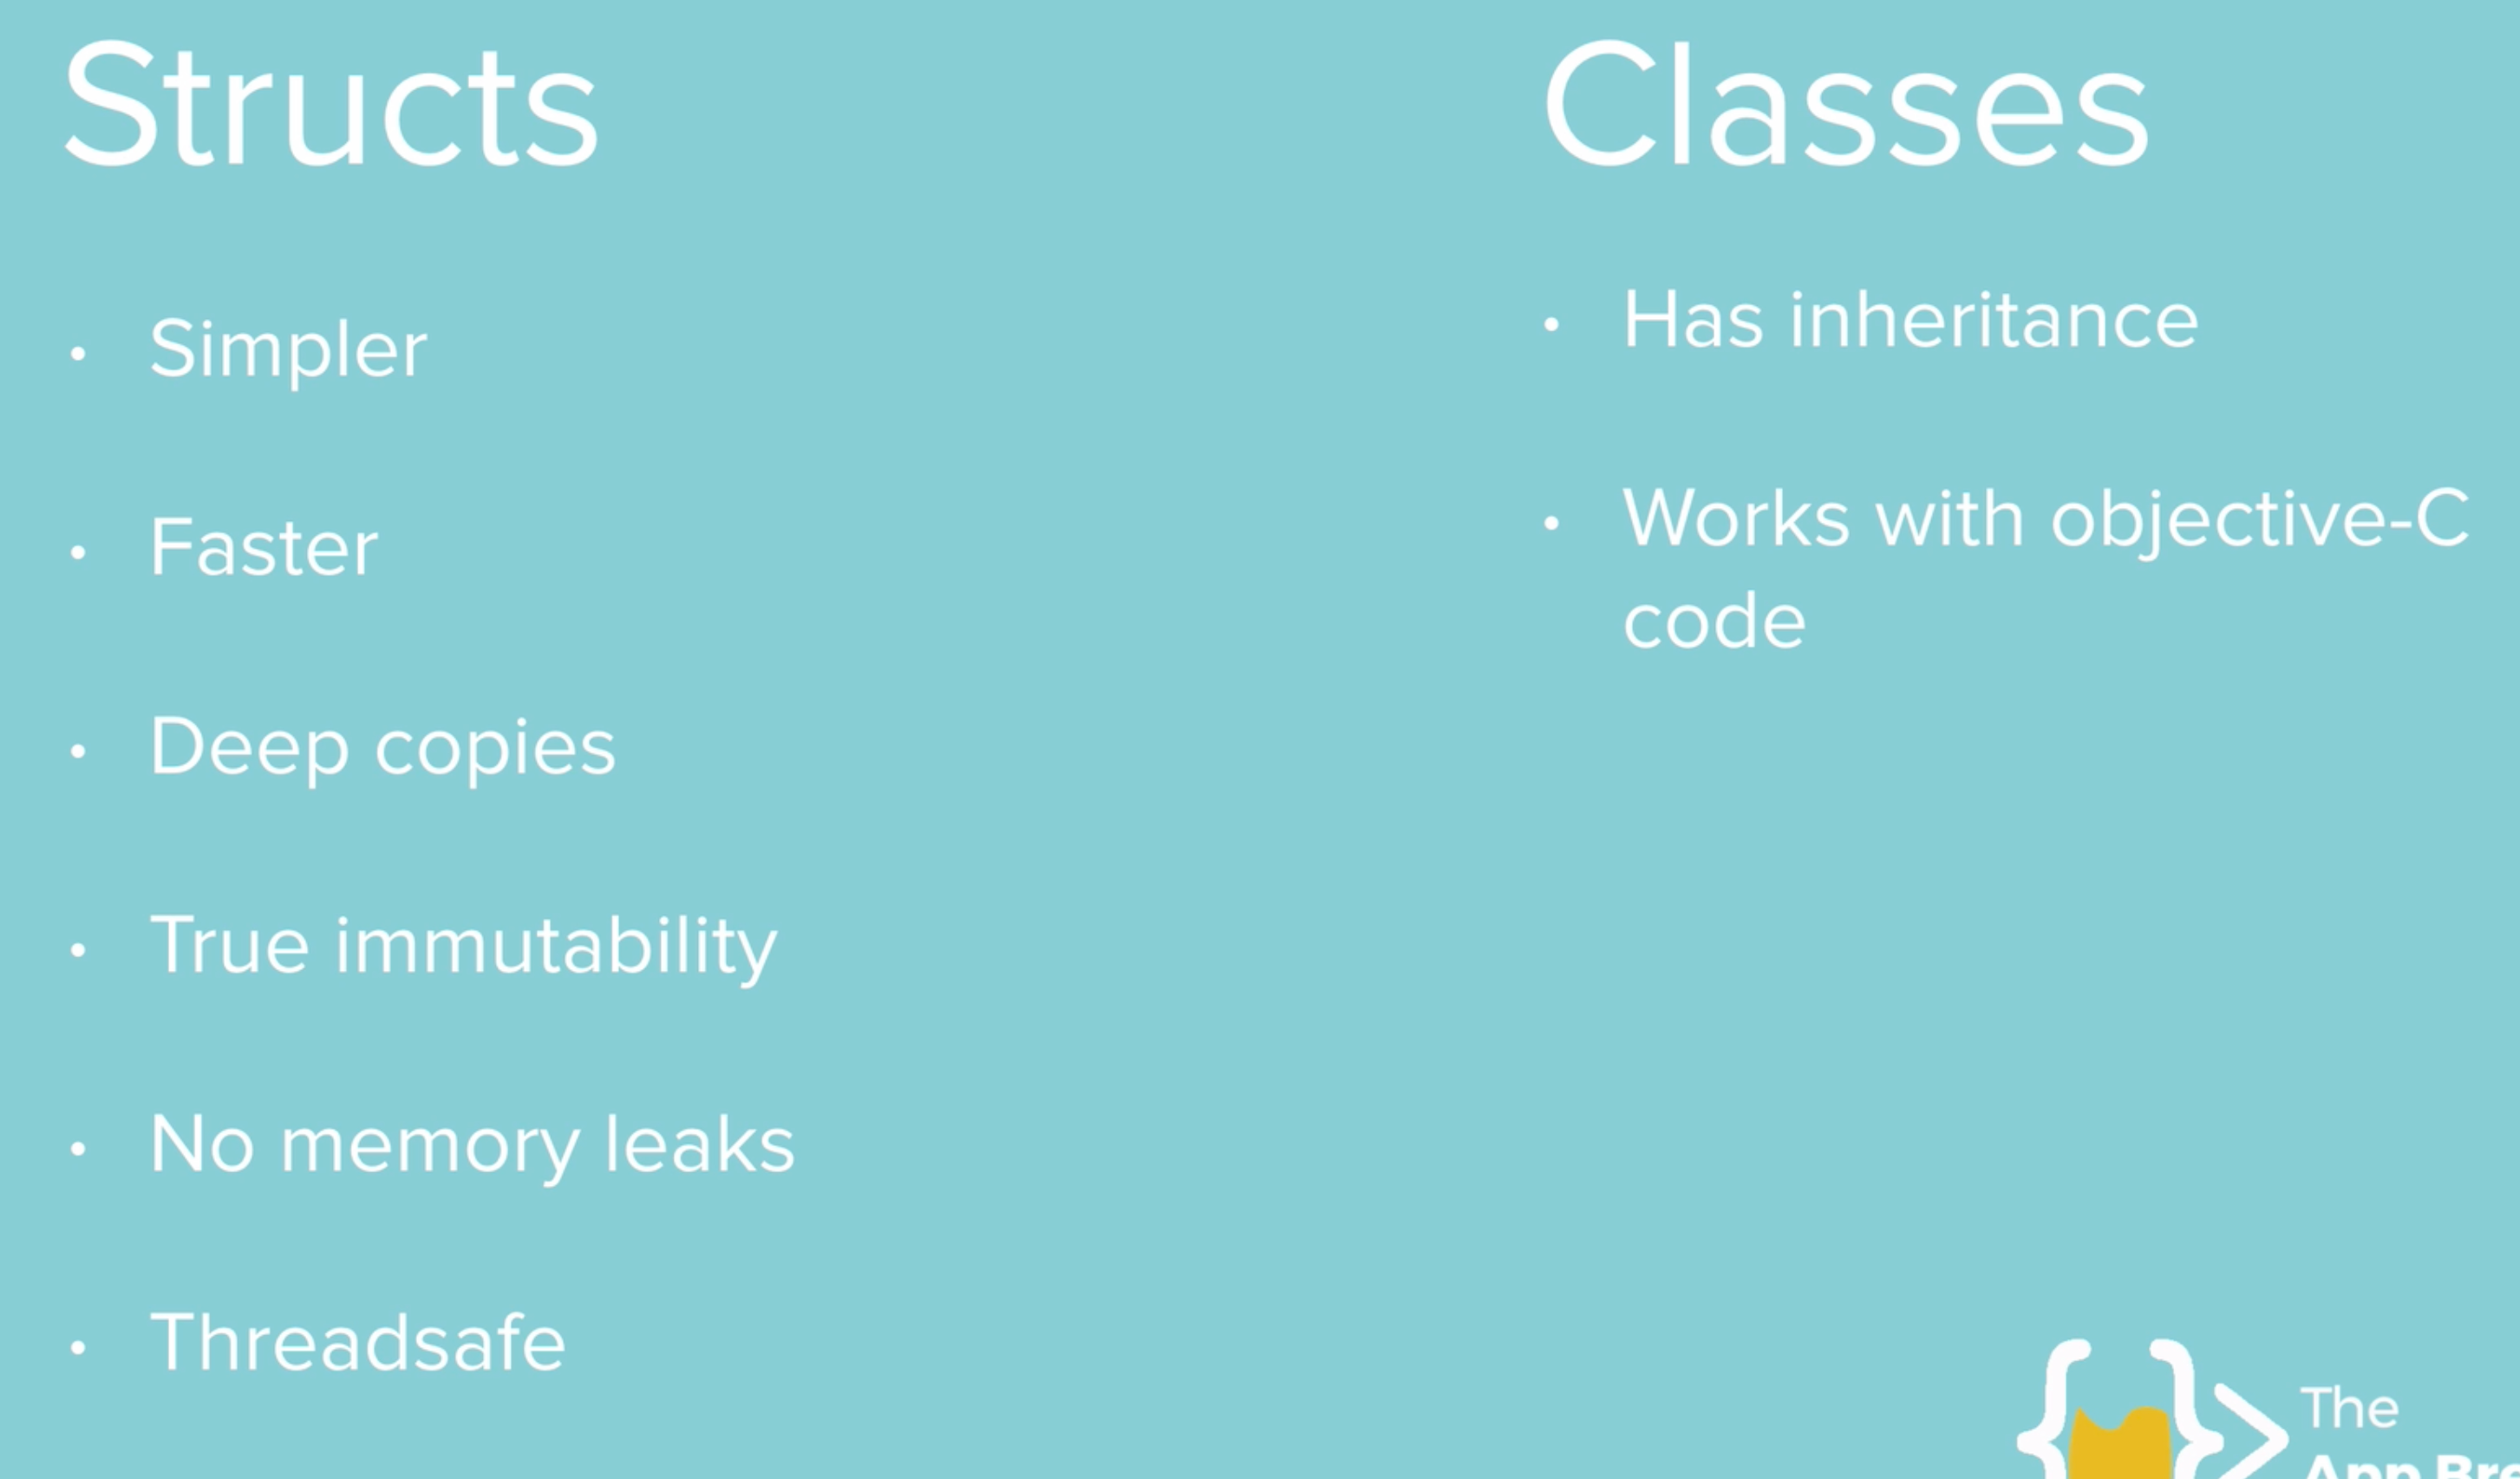 Structs
• Simpler
• Faster
• Deep copies
• True immutability
• No memory leaks
• Threadsafe
Classes
• Has inheritance
• Works with objective-C
code
The
App